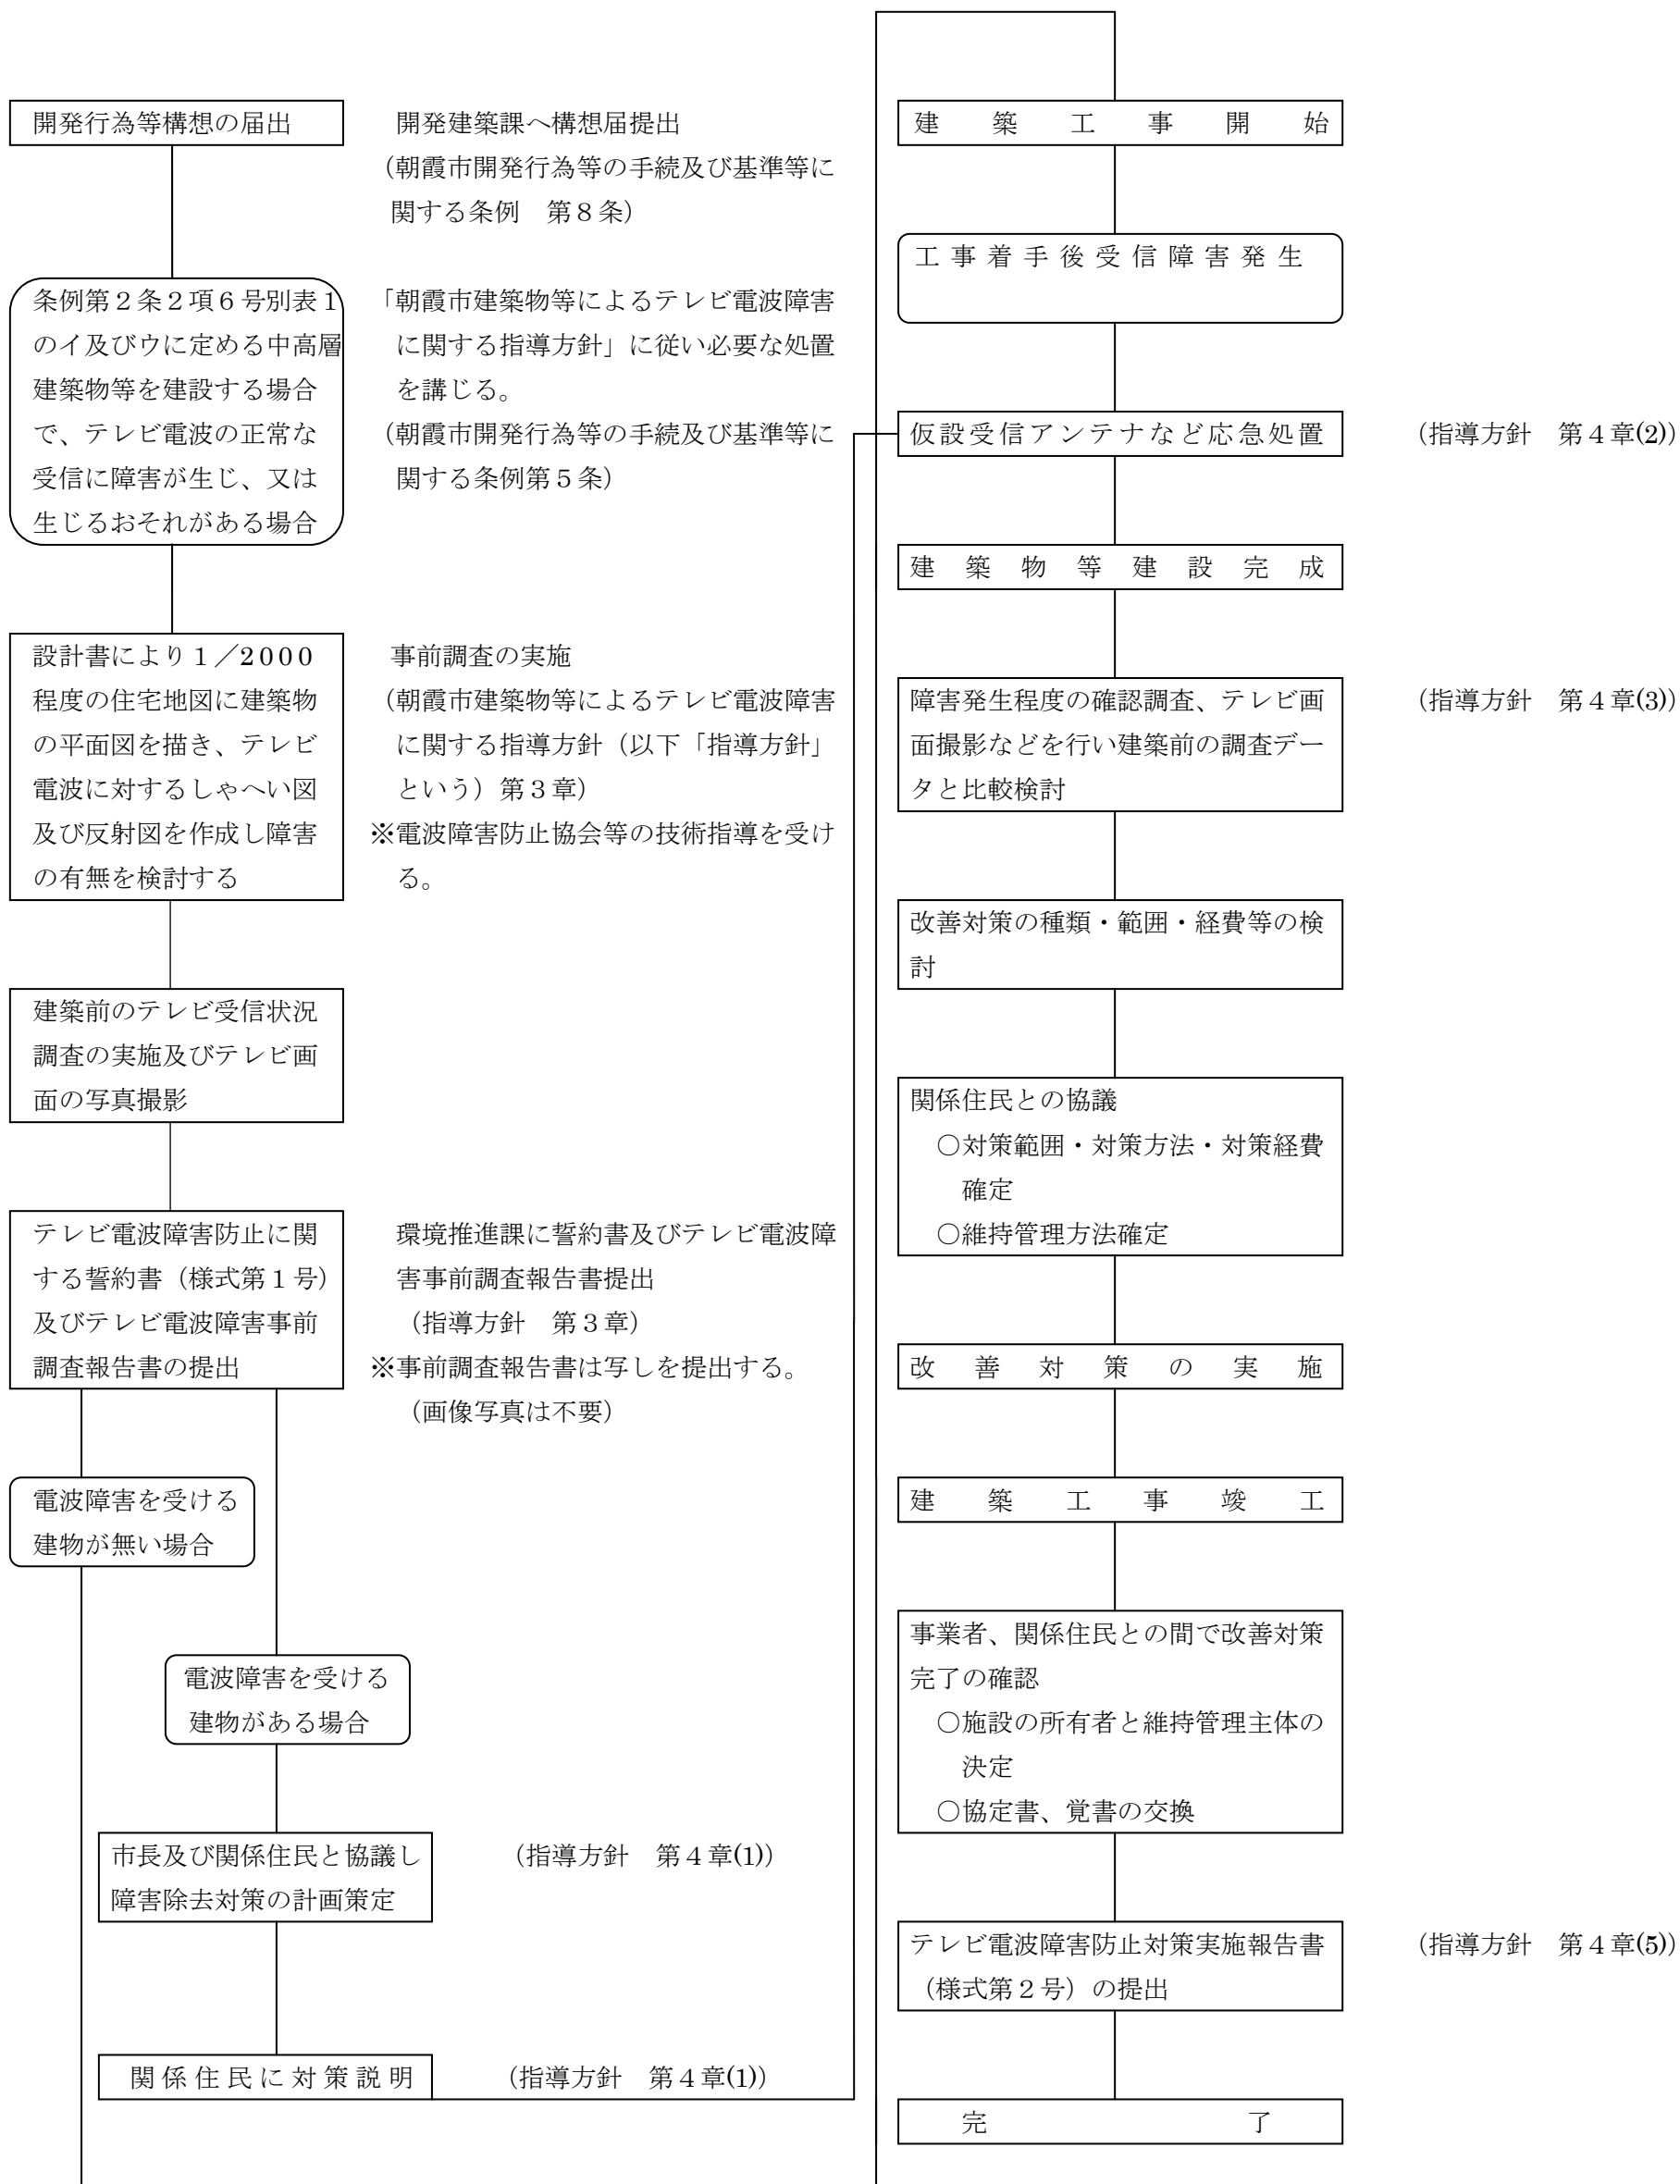 開発行為等構想の届出
開発建築課へ構想届提出
(朝霞市開発行為等の手続及び基準等に
関する条例　第８条)
条例第２条２項６号別表１
のイ及びウに定める中高層
建築物等を建設する場合
で、テレビ電波の正常な
受信に障害が生じ、又は
生じるおそれがある場合
「朝霞市建築物等によるテレビ電波障害
に関する指導方針」に従い必要な処置
を講じる。
(朝霞市開発行為等の手続及び基準等に
関する条例第５条)
設計書により１／2000
程度の住宅地図に建築物
の平面図を描き、テレビ
電波に対するしゃへい図
及び反射図を作成し障害
の有無を検討する
事前調査の実施
(朝霞市建築物等によるテレビ電波障害
に関する指導方針（以下「指導方針」
という）第３章)
※電波障害防止協会等の技術指導を受け
る。
建築前のテレビ受信状況
調査の実施及びテレビ画
面の写真撮影
テレビ電波障害防止に関
する誓約書（様式第１号）
及びテレビ電波障害事前
調査報告書の提出
環境推進課に誓約書及びテレビ電波障
害事前調査報告書提出
（指導方針　第３章）
※事前調査報告書は写しを提出する。
（画像写真は不要）
電波障害を受ける
建物が無い場合
電波障害を受ける
建物がある場合
市長及び関係住民と協議し
障害除去対策の計画策定
（指導方針　第４章(1)）
関係住民に対策説明
（指導方針　第４章(1)）
建築工事開始
工事着手後受信障害発生
仮設受信アンテナなど応急処置
（指導方針　第４章(2)）
建築物等建設完成
障害発生程度の確認調査、テレビ画
面撮影などを行い建築前の調査デー
タと比較検討
（指導方針　第４章(3)）
改善対策の種類・範囲・経費等の検
討
関係住民との協議
○対策範囲・対策方法・対策経費
確定
○維持管理方法確定
改善対策の実施
建築工事竣工
事業者、関係住民との間で改善対策
完了の確認
○施設の所有者と維持管理主体の
決定
○協定書、覚書の交換
テレビ電波障害防止対策実施報告書
（様式第２号）の提出
（指導方針　第４章(5)）
完了